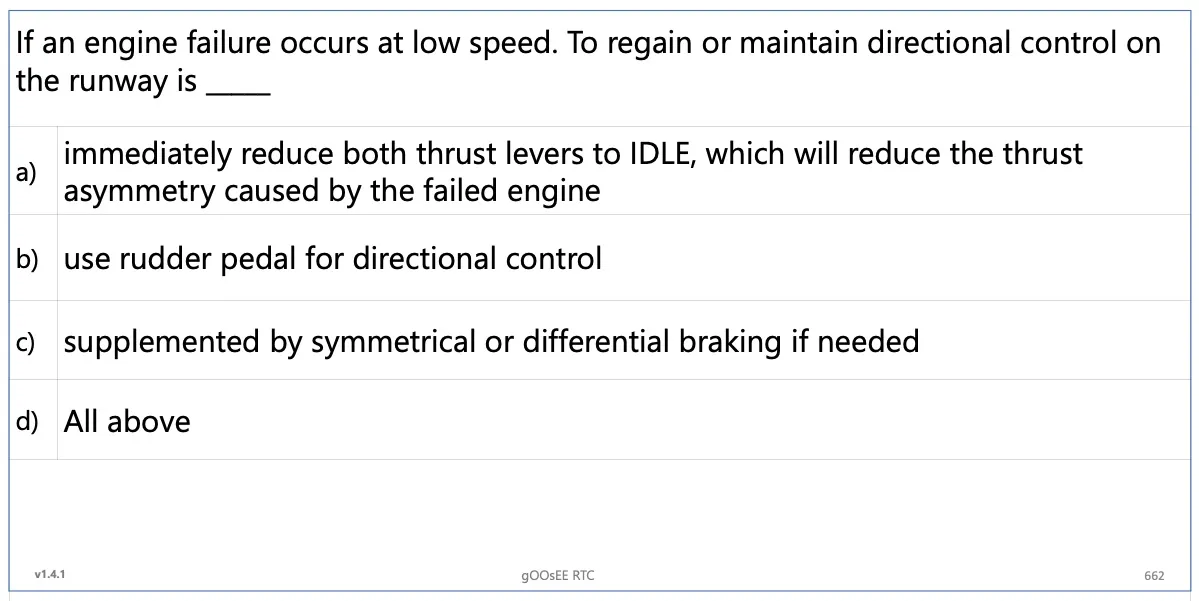 If an engine failure occurs at low speed. To regain or maintain directional control on
the runway is _____
a) immediately reduce both thrust levers to IDLE, which will reduce the thrust
asymmetry caused by the failed engine
b) use rudder pedal for directional control
c) supplemented by symmetrical or differential braking if needed
d) All above
v1.4.1 gOOsEE RTC 662